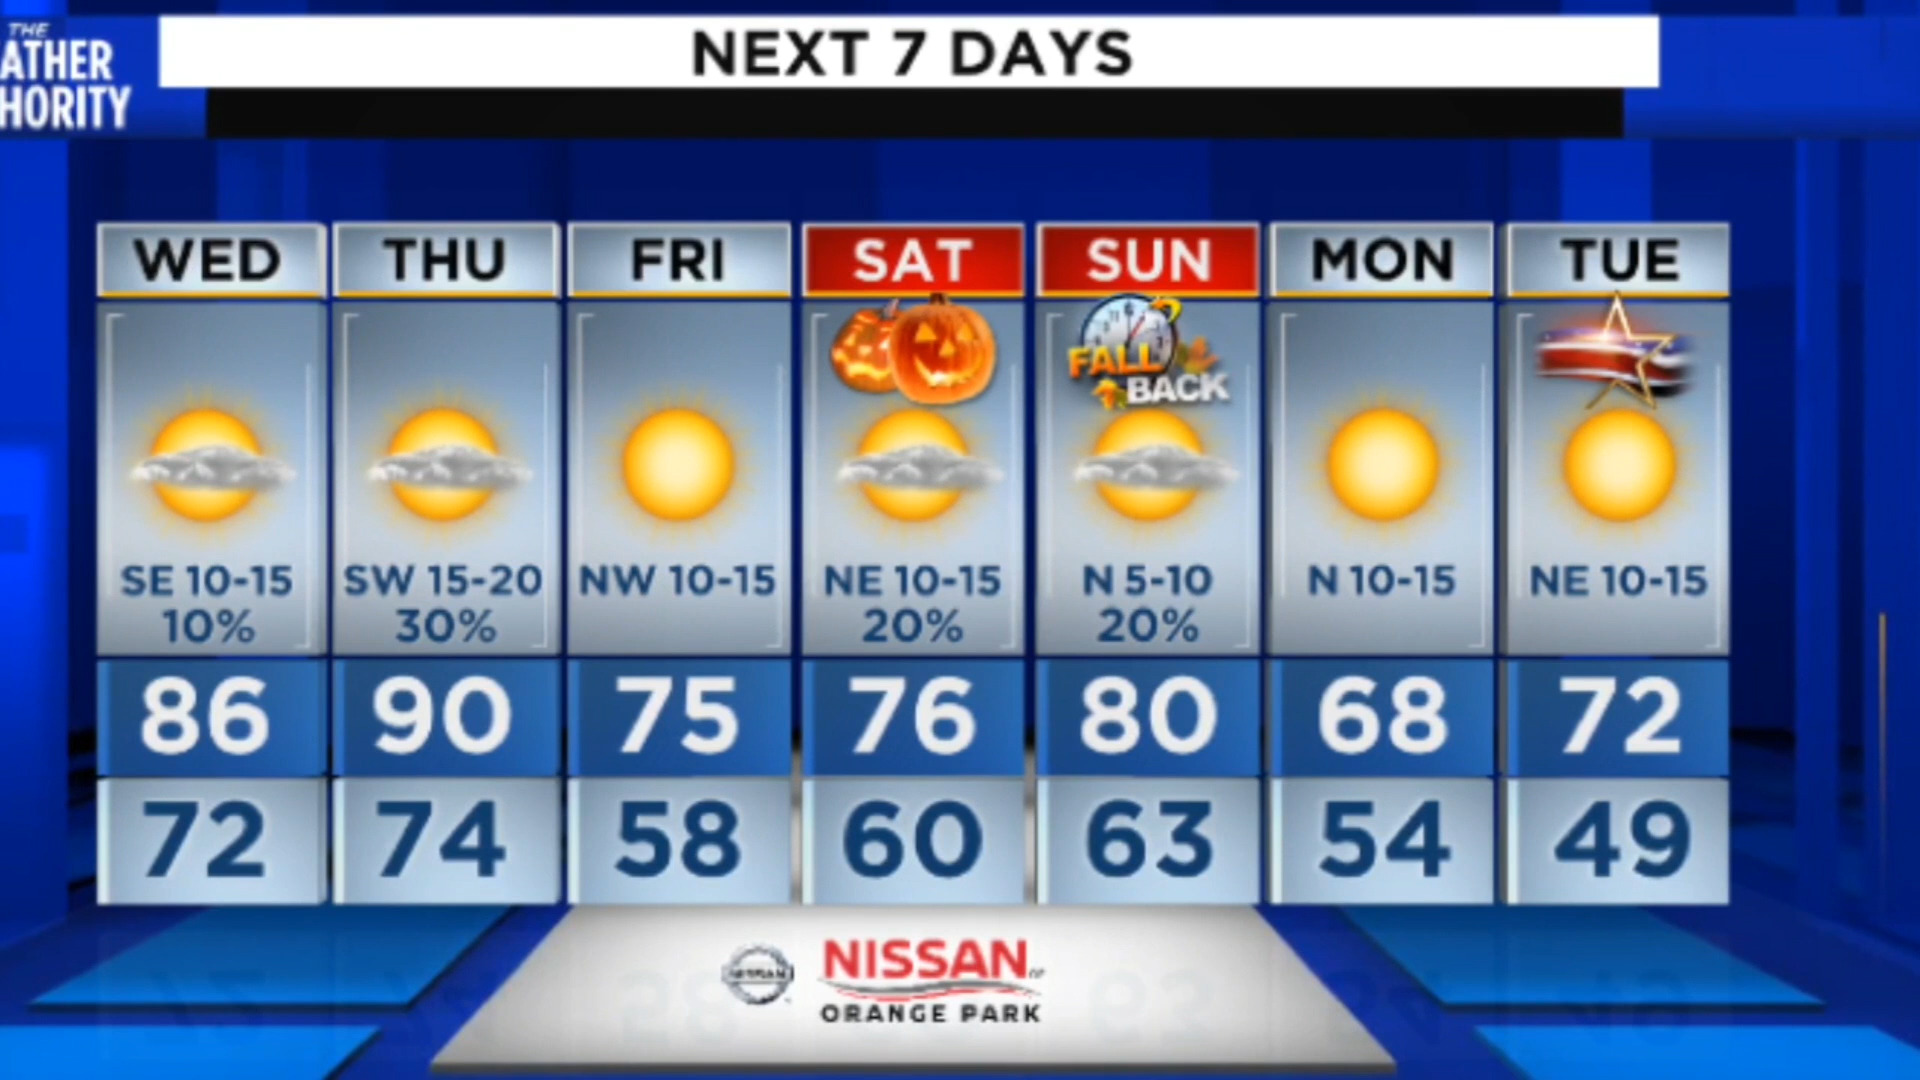 THE
ATHER
HORITY
NEXT 7 DAYS
WED THU FRI SAT SUN MON TUE
FALL
BACK
SE 10-15 SW 15-20 NW 10-15 NE 10-15 N 5-10 N 10-15 NE 10-15
10% 30% 20% 20%
86 90 75 76 80 68 72
72 74 58 60 63 54 49
NISSAN NISSAN
ORANGE PARK